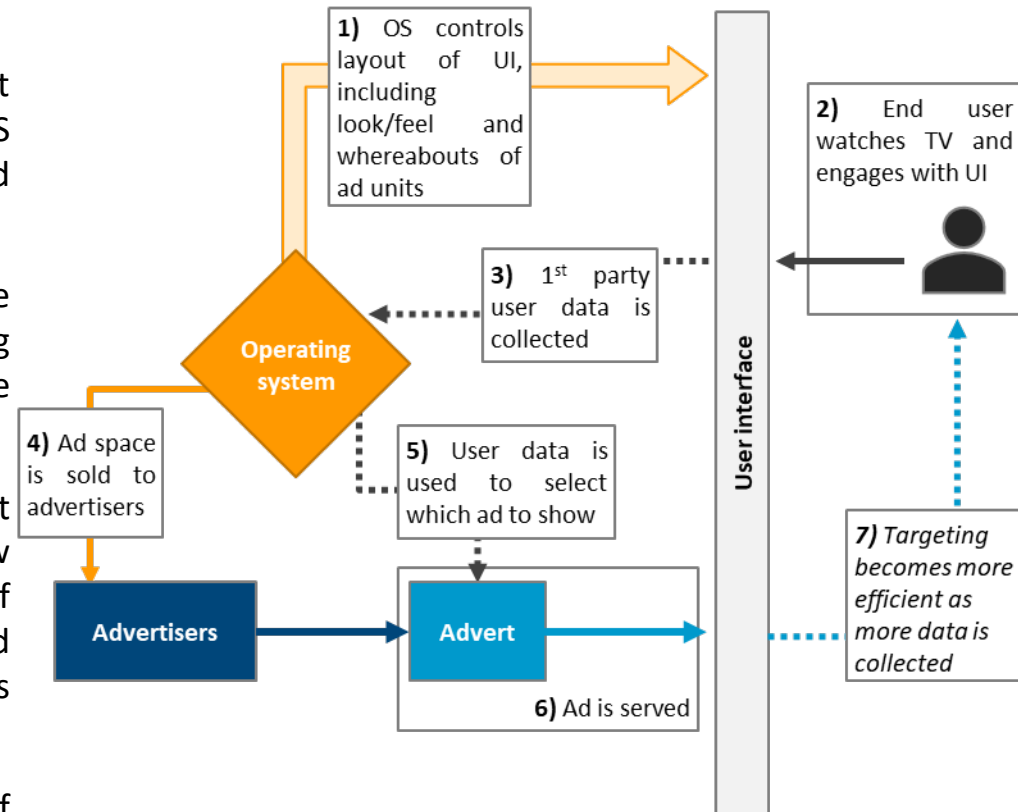 1) OS controls
layout of UI,
including
look/feel and
whereabouts of
ad units
2) End user
watches TV and
engages with UI
3) 1st party
user data is
collected
Operating
system
User interface
4) Ad space
is sold to
advertisers
5) User data is
used to select
which ad to show
7) Targeting
becomes more
efficient as
more data is
collected
Advertisers
Advert
6) Ad is served